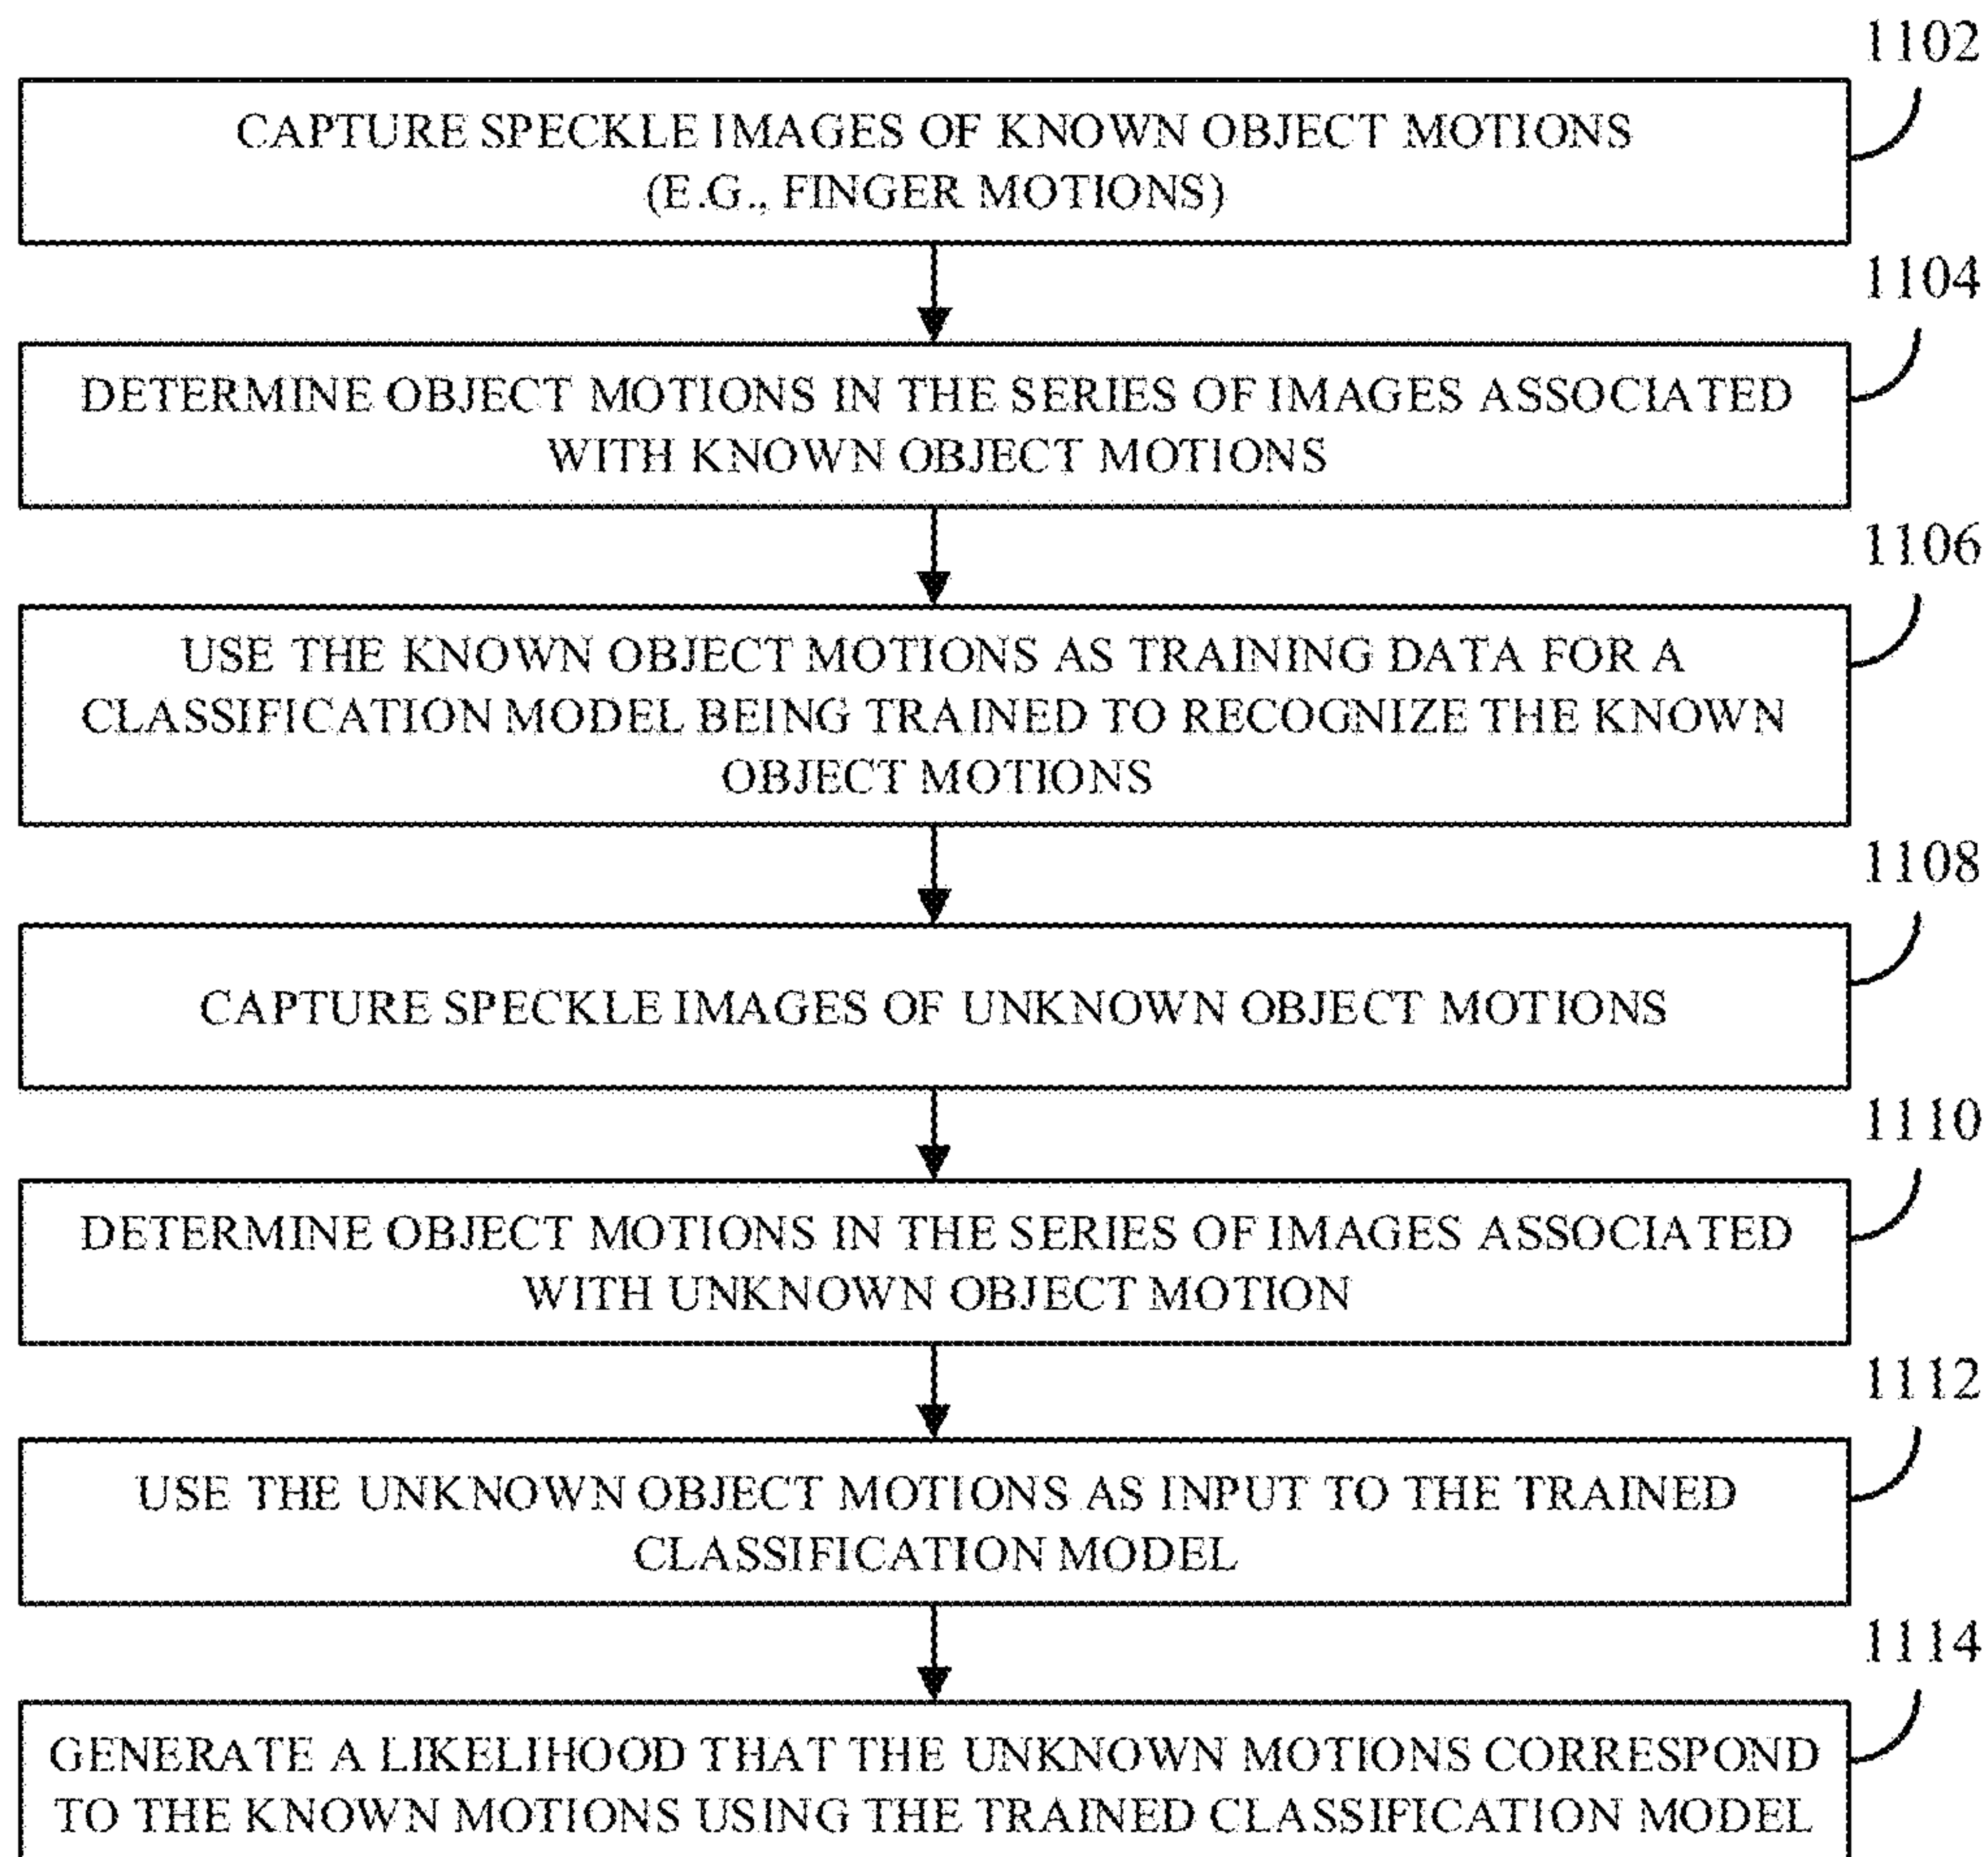 1102
CAPTURE SPECKLE IMAGES OF KNOWN OBJECT MOTIONS
(E.G., FINGER MOTIONS)
1104
DETERMINE OBJECT MOTIONS IN THE SERIES OF IMAGES ASSOCIATED
WITH KNOWN OBJECT MOTIONS
1106
USE THE KNOWN OBJECT MOTIONS AS TRAINING DATA FOR A
CLASSIFICATION MODEL BEING TRAINED TO RECOGNIZE THE KNOWN
OBJECT MOTIONS
1108
CAPTURE SPECKLE IMAGES OF UNKNOWN OBJECT MOTIONS
1110
DETERMINE OBJECT MOTIONS IN THE SERIES OF IMAGES ASSOCIATED
WITH UNKNOWN OBJECT MOTION
1112
USE THE UNKNOWN OBJECT MOTIONS AS INPUT TO THE TRAINED
CLASSIFICATION MODEL
1114
GENERATE A LIKELIHOOD THAT THE UNKNOWN MOTIONS CORRESPOND
TO THE KNOWN MOTIONS USING THE TRAINED CLASSIFICATION MODEL